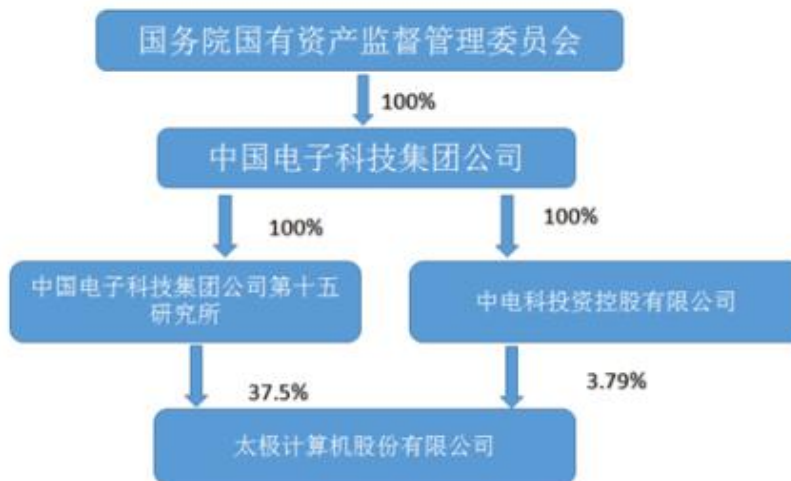 国务院国有资产监督管理委员会
100%
中国电子科技集团公司
100%
100%
中国电子科技集团公司第十五
研究所
中电科投资控股有限公司
37.5%
3.79%
太极计算机股份有限公司